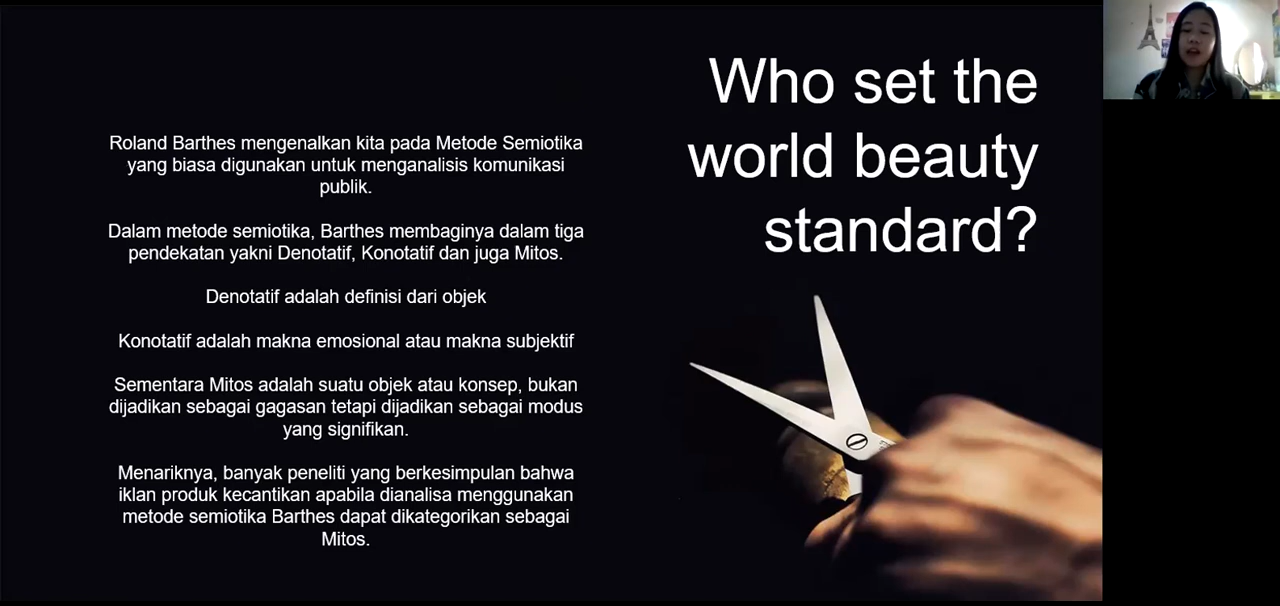 Who set the
world beauty
standard?
Roland Barthes mengenalkan kita pada Metode Semiotika
yang biasa digunakan untuk menganalisis komunikasi
publik.
Dalam metode semiotika, Barthes membaginya dalam tiga
pendekatan yakni Denotatif, Konotatif dan juga Mitos.
Denotatif adalah definisi dari objek
Konotatif adalah makna emosional atau makna subjektif
Sementara Mitos adalah suatu objek atau konsep, bukan
dijadikan sebagai gagasan tetapi dijadikan sebagai modus
yang signifikan.
Menariknya, banyak peneliti yang berkesimpulan bahwa
iklan produk kecantikan apabila dianalisa menggunakan
metode semiotika Barthes dapat dikategorikan sebagai
Mitos.